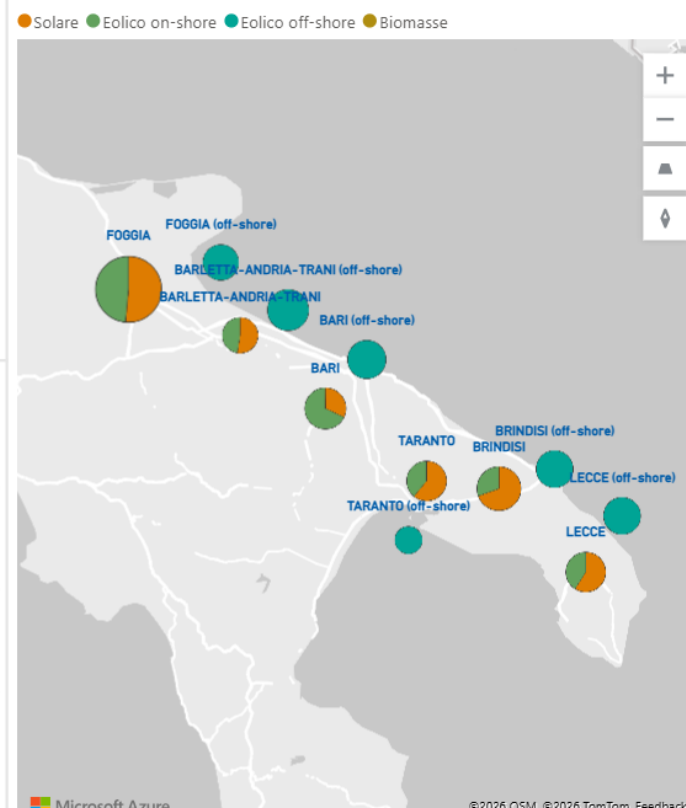 Solare Eolico on-shore Eolico off-shore Biomasse
FOGGIA (off-shore)
FOGGIA
BARLETTA-ANDRIA-TRANI (off-shore)
BARLETTA-ANDRIA-TRANI
BARI (off-shore)
BARI
BRINDISI (off-shore)
TARANTO
BRINDISI
LECCE (off-shore)
TARANTO (off-shore)
LECCE
Microsoft Azure
©2026 OSM, ©2026 TomTom, Feedback